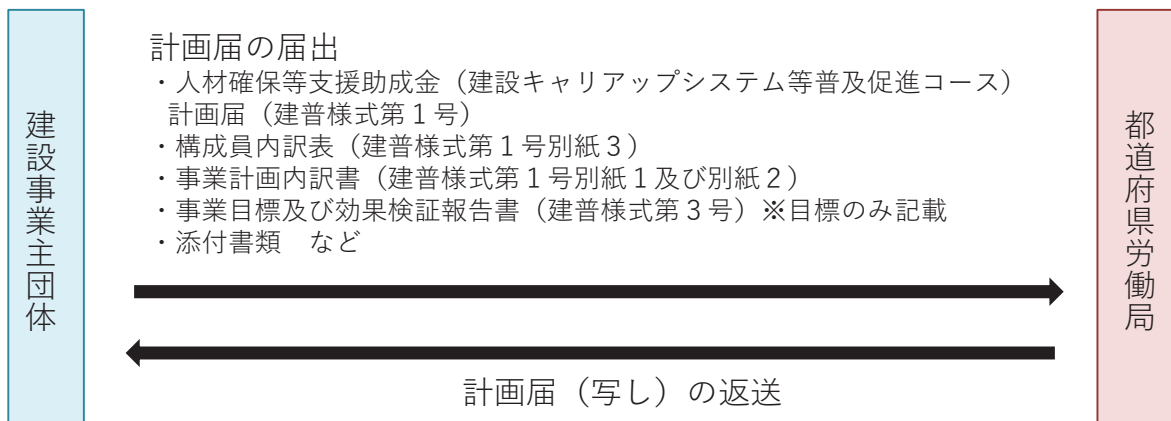 建設事業主団体
計画届の届出
・人材確保等支援助成金（建設キャリアップシステム等普及促進コース）
計画届（建普様式第１号）
・構成員内訳表（建普様式第１号別紙３）
・事業計画内訳書（建普様式第１号別紙１及び別紙２）
・事業目標及び効果検証報告書（建普様式第３号）※目標のみ記載
・添付書類　など
計画届（写し）の返送
都道府県労働局